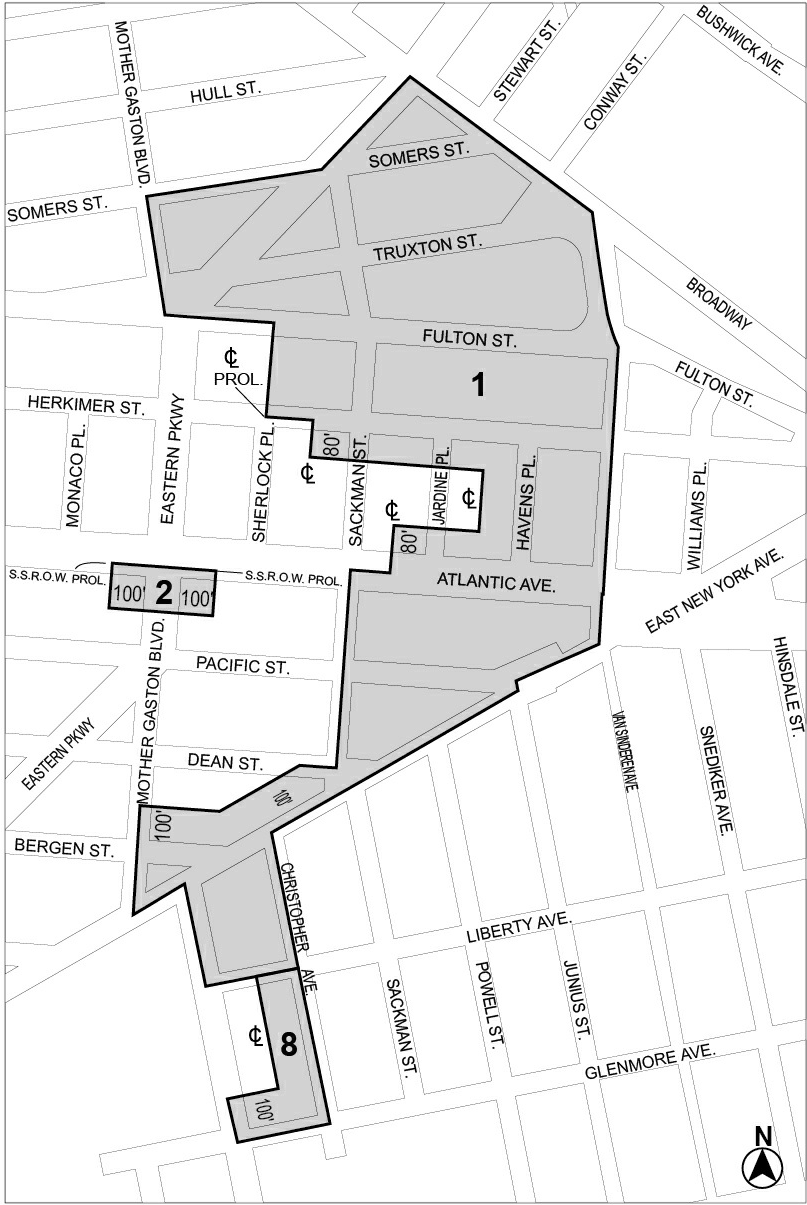 BUSHWICK AVE.
STEWART ST.
CONWAY ST.
MOTHER GASTON BLVD.
HULL ST.
SOMERS ST.
SOMERS ST.
TRUXTON ST.
BROADWAY
FULTON ST.
FULTON ST.
℄
PROL.
1
HERKIMER ST.
MONACO PL.
EASTERN PKWY
SHERLOCK PL.
80'
SACKMAN ST.
JARDINE PL.
HAVENS PL.
WILLIAMS PL.
℄
℄
℄
80'
ATLANTIC AVE.
EAST NEW YORK AVE.
S.S.R.O.W. PROL.
S.S.R.O.W. PROL.
100'
2
100'
MOTHER GASTON BLVD.
PACIFIC ST.
HINSDALE ST.
EASTERN PKWY
DEAN ST.
VAN SINDEREN AVE.
SNEDIKER AVE.
100'
100'
BERGEN ST.
CHRISTOPHER
AVE.
LIBERTY AVE.
SACKMAN ST.
POWELL ST.
JUNIUS ST.
℄
8
GLENMORE AVE.
100'
N